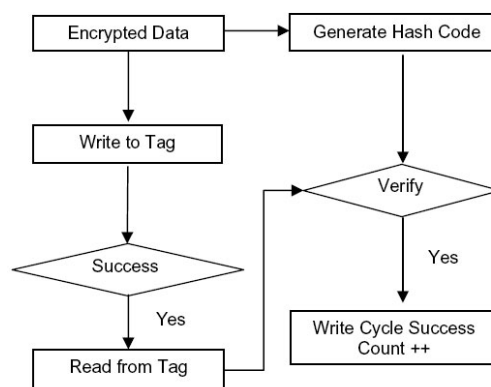 Encrypted Data
Generate Hash Code
Write to Tag
Verify
Success
Yes
Yes
Write Cycle Success
Count ++
Read from Tag